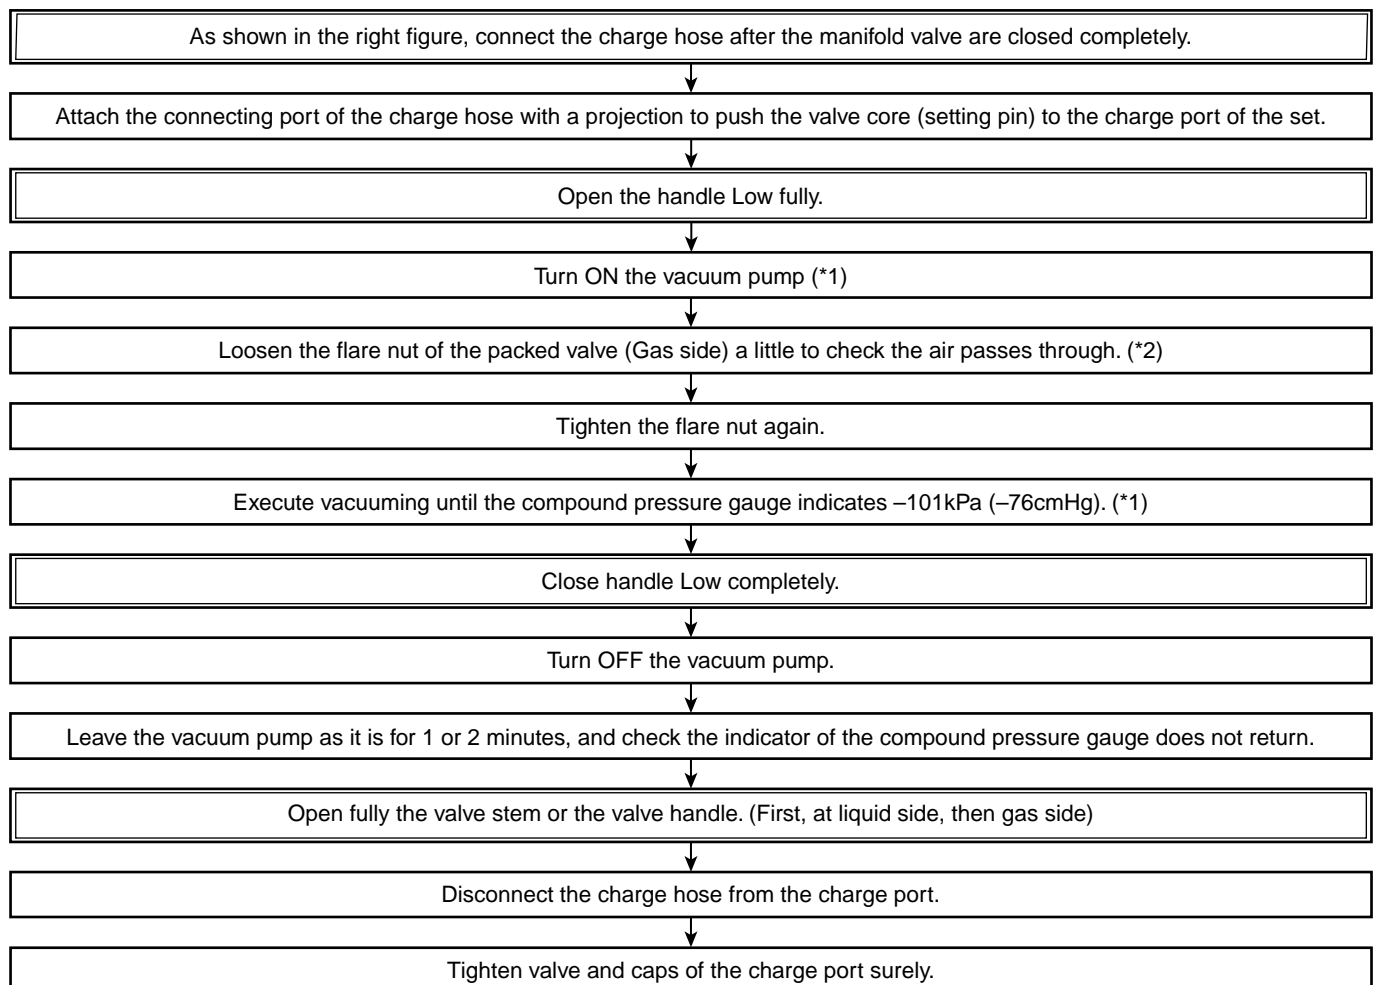 As shown in the right figure, connect the charge hose after the manifold valve are closed completely.
Attach the connecting port of the charge hose with a projection to push the valve core (setting pin) to the charge port of the set.
Open the handle Low fully.
Turn ON the vacuum pump (*1)
Loosen the flare nut of the packed valve (Gas side) a little to check the air passes through. (*2)
Tighten the flare nut again.
Execute vacuuming until the compound pressure gauge indicates –101kPa (–76cmHg). (*1)
Close handle Low completely.
Turn OFF the vacuum pump.
Leave the vacuum pump as it is for 1 or 2 minutes, and check the indicator of the compound pressure gauge does not return.
Open fully the valve stem or the valve handle. (First, at liquid side, then gas side)
Disconnect the charge hose from the charge port.
Tighten valve and caps of the charge port surely.